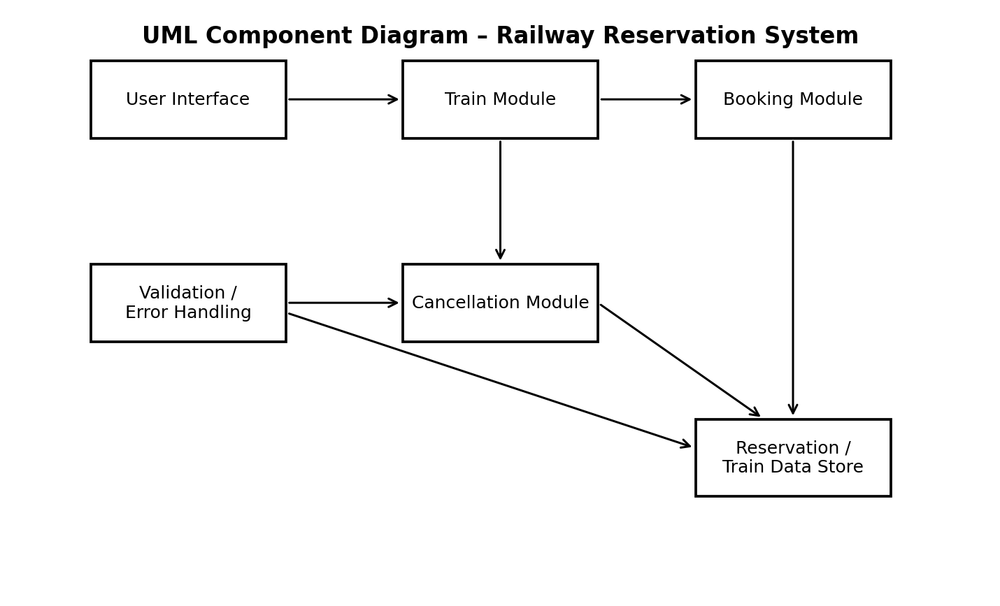 UML Component Diagram – Railway Reservation System
User Interface
Train Module
Booking Module
Validation /
Error Handling
Cancellation Module
Reservation /
Train Data Store